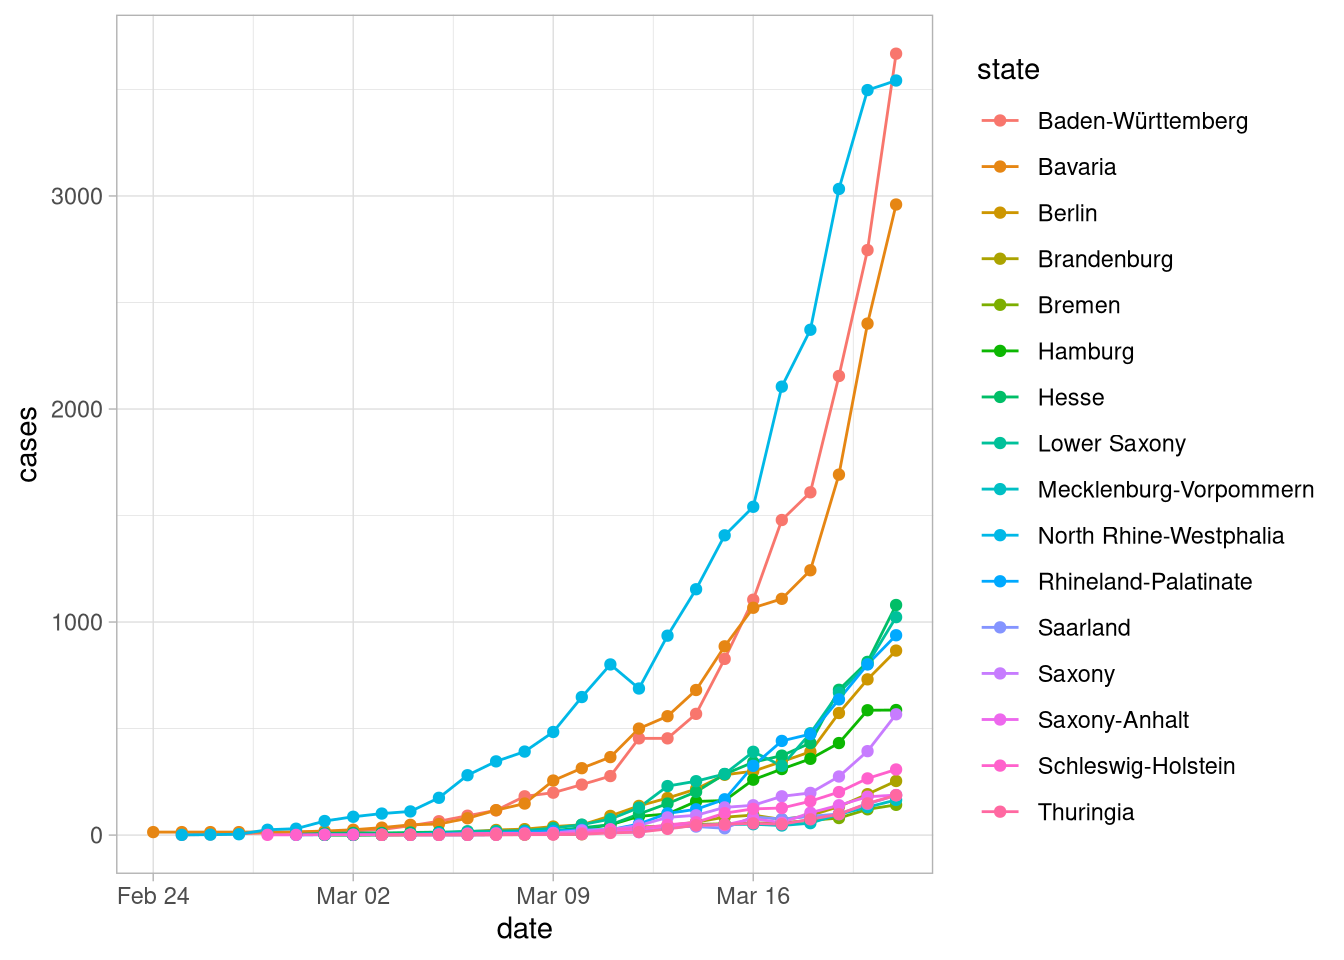 cases
3000
2000
1000
0
Feb 24
Mar 02
Mar 09
Mar 16
date
state
Baden-Württemberg
Bavaria
Berlin
Brandenburg
Bremen
Hamburg
Hesse
Lower Saxony
Mecklenburg-Vorpommern
North Rhine-Westphalia
Rhineland-Palatinate
Saarland
Saxony
Saxony-Anhalt
Schleswig-Holstein
Thuringia